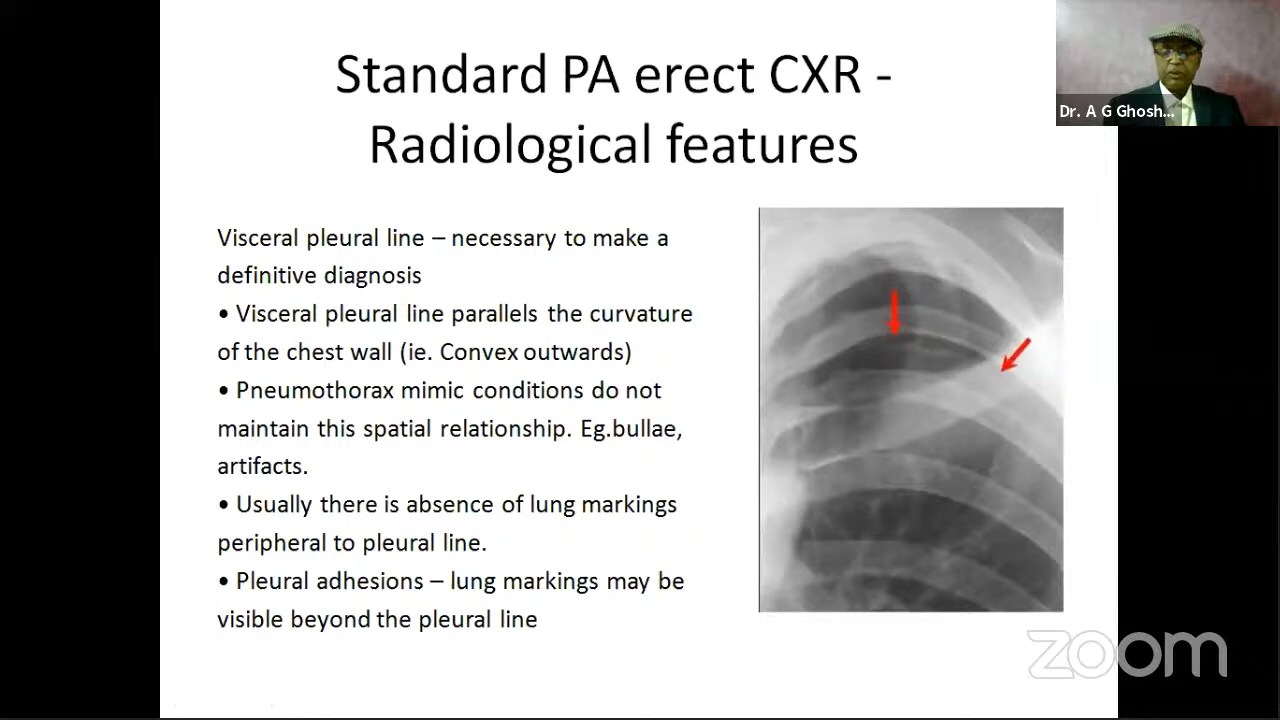 Standard PA erect CXR -
Radiological features
Dr. A G Ghosh...
Visceral pleural line – necessary to make a
definitive diagnosis
• Visceral pleural line parallels the curvature
of the chest wall (ie. Convex outwards)
• Pneumothorax mimic conditions do not
maintain this spatial relationship. Eg.bullae,
artifacts.
• Usually there is absence of lung markings
peripheral to pleural line.
• Pleural adhesions – lung markings may be
visible beyond the pleural line
zoom